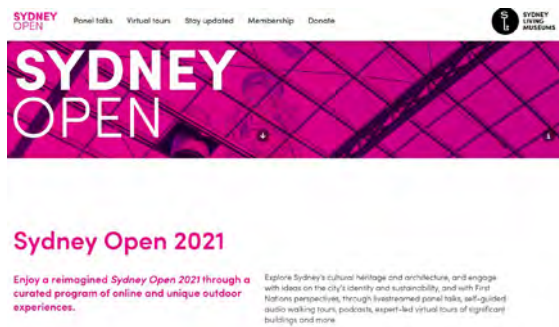 SYDNEY
OPEN
Panel talks Virtual tours Stay updated Membership Donate
SYDNEY
LIVING
MUSEUMS
SYDNEY
OPEN
Sydney Open 2021
Enjoy a reimagined Sydney Open 2021 through a
curated program of online and unique outdoor
experiences.
Explore Sydney's cultural heritage and architecture, and engage
with ideas on the city's identity and sustainability, and with First
Nations perspectives, through livestreamed panel talks, self-guided
audio walking tours, podcasts, expert-led virtual tours of significant
buildings and more